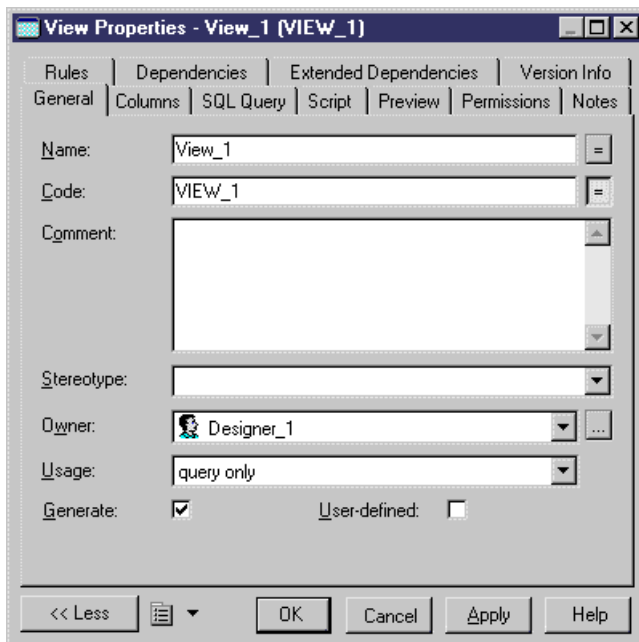 View Properties - View_1 (VIEW_1)
Rules Dependencies Extended Dependencies Version Info
General Columns SQL Query Script Preview Permissions Notes
Name: View_1 =
Code: VIEW_1 =
Comment:
Stereotype:
Owner: Designer_1 ...
Usage: query only
Generate: User-defined:
<< Less OK Cancel Apply Help